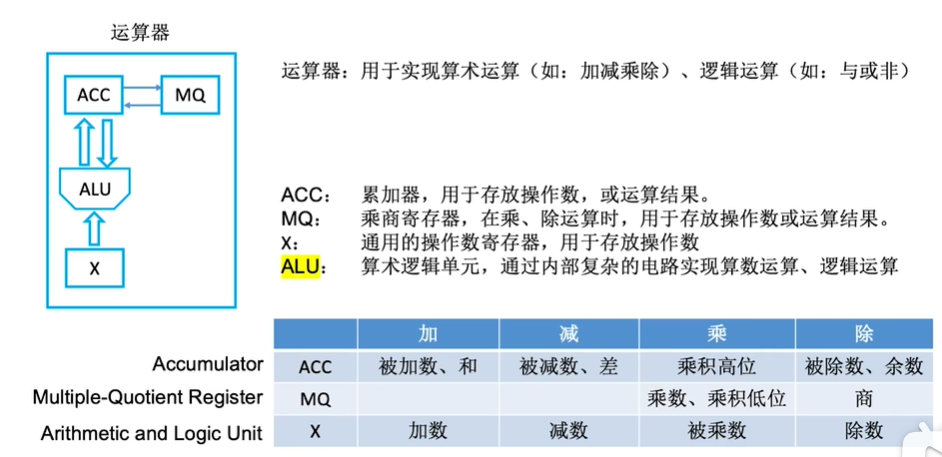 运算器
ACC
MQ
ALU
X
运算器：用于实现算术运算（如：加减乘除）、逻辑运算（如：与或非）
ACC： 累加器，用于存放操作数，或运算结果。
MQ： 乘商寄存器，在乘、除运算时，用于存放操作数或运算结果。
X： 通用的操作数寄存器，用于存放操作数
ALU： 算术逻辑单元，通过内部复杂的电路实现算数运算、逻辑运算
加 减 乘 除
Accumulator ACC 被加数、和 被减数、差 乘积高位 被除数、余数
Multiple-Quotient Register MQ 乘数、乘积低位 商
Arithmetic and Logic Unit X 加数 减数 被乘数 除数